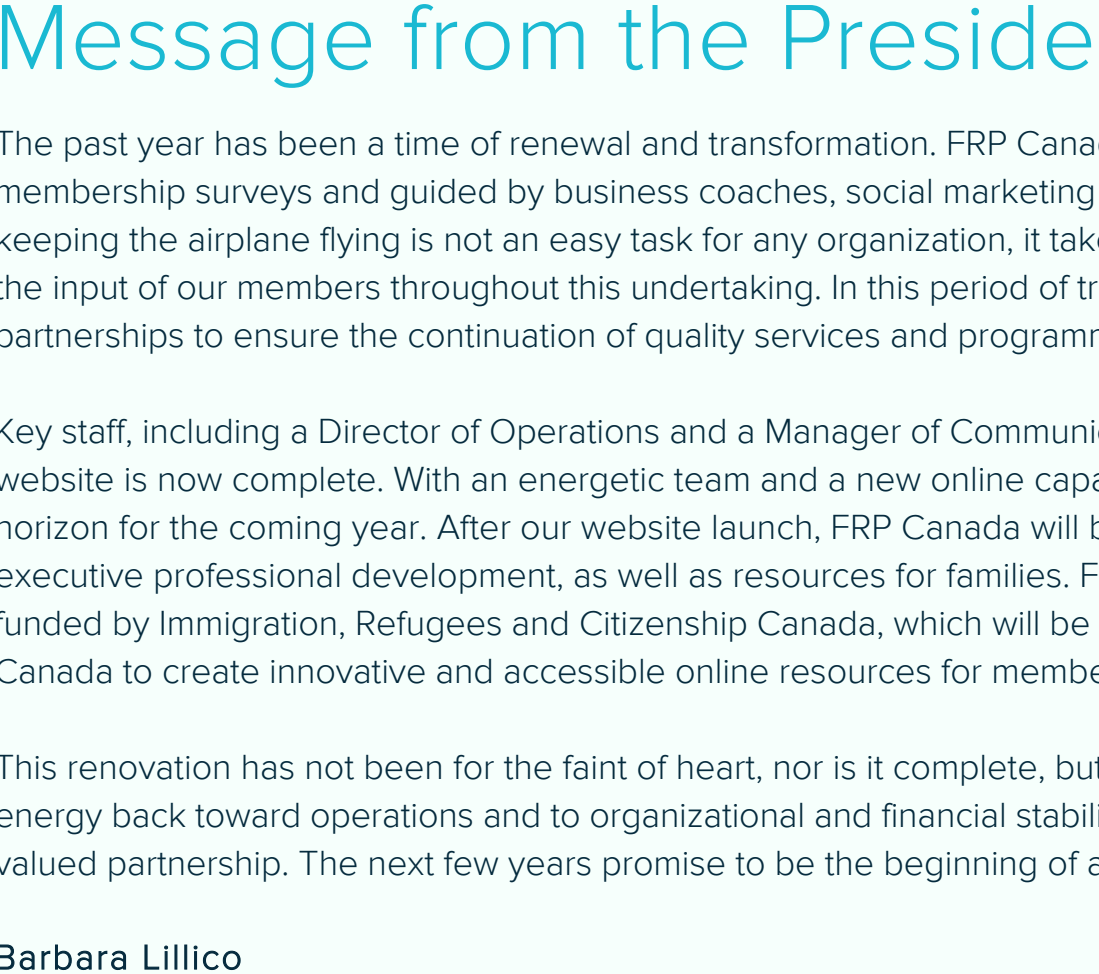 Message from the Preside
The past year has been a time of renewal and transformation. FRP Cana
membership surveys and guided by business coaches, social marketing
keeping the airplane flying is not an easy task for any organization, it tak
the input of our members throughout this undertaking. In this period of tr
partnerships to ensure the continuation of quality services and program
Key staff, including a Director of Operations and a Manager of Communi
website is now complete. With an energetic team and a new online capa
horizon for the coming year. After our website launch, FRP Canada will b
executive professional development, as well as resources for families. F
funded by Immigration, Refugees and Citizenship Canada, which will be
Canada to create innovative and accessible online resources for membe
This renovation has not been for the faint of heart, nor is it complete, but
energy back toward operations and to organizational and financial stabili
valued partnership. The next few years promise to be the beginning of a
Barbara Lillico